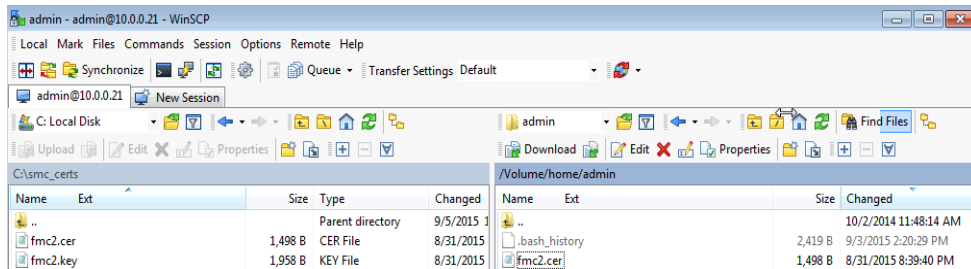 admin - admin@10.0.0.21 - WinSCP
Local Mark Files Commands Session Options Remote Help
Synchronize Queue Transfer Settings Default
admin@10.0.0.21 New Session
C: Local Disk admin Find Files
Upload Edit Properties Download Edit Properties
C:\smc_certs /Volume/home/admin
Name Ext Size Type Changed Name Ext Size Changed
.. Parent directory 9/5/2015 1 .. 10/2/2014 11:48:14 AM
fmc2.cer 1,498 B CER File 8/31/2015 .bash_history 2,419 B 9/3/2015 2:20:29 PM
fmc2.key 1,958 B KEY File 8/31/2015 fmc2.cer 1,498 B 8/31/2015 8:39:40 PM